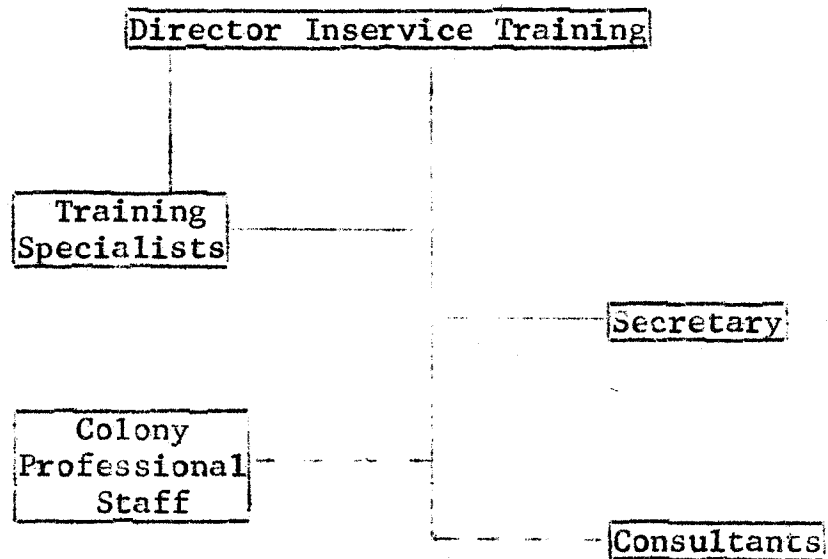 Director Inservice Training
Training
Specialists
Secretary
Colony
Professional
Staff
Consultants